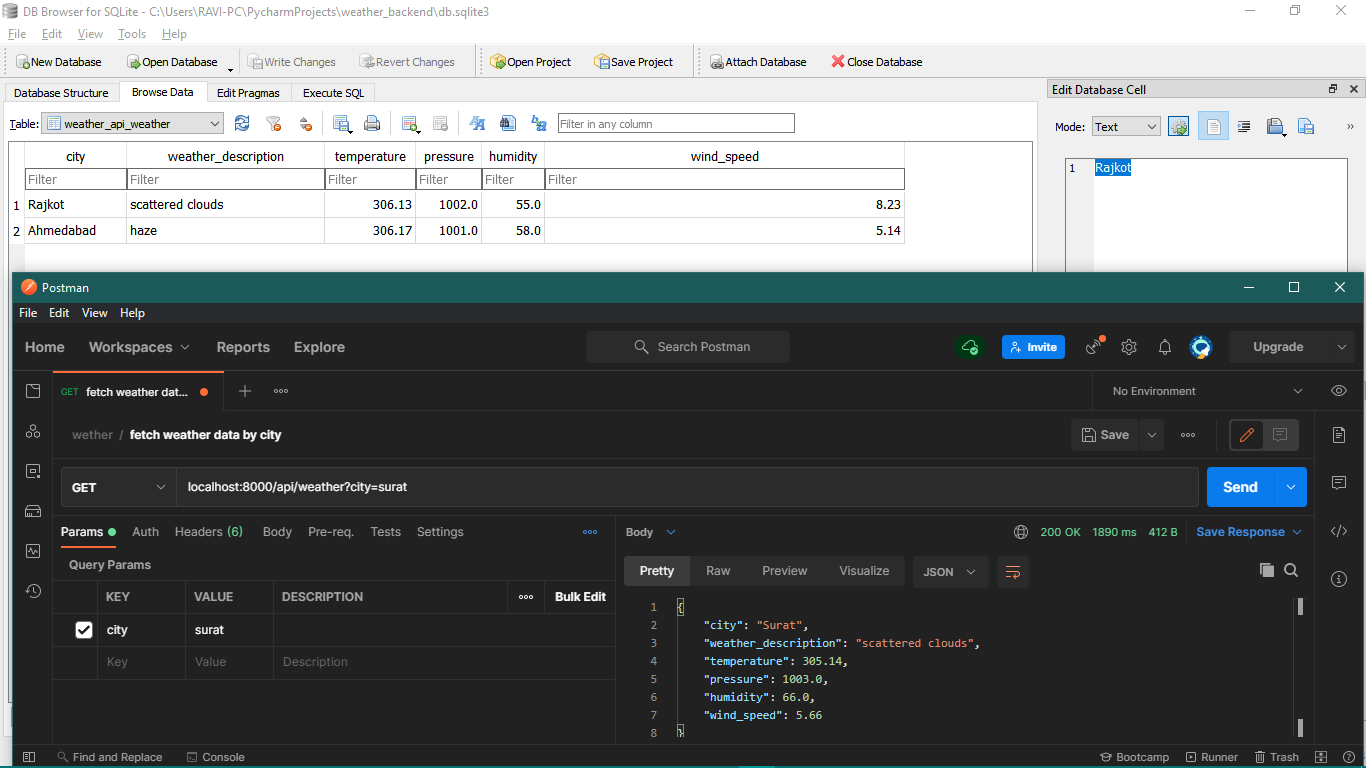 DB Browser for SQLite - C:\Users\RAVI-PC\PycharmProjects\weather_backend\db.sqlite3
File Edit View Tools Help
New Database Open Database Write Changes Revert Changes Open Project Save Project Attach Database Close Database
Database Structure Browse Data Edit Pragmas Execute SQL
Edit Database Cell
Table: weather_api_weather Filter in any column
Mode: Text
city weather_description temperature pressure humidity wind_speed
Filter Filter Filter Filter Filter Filter
1 Rajkot scattered clouds 306.13 1002.0 55.0 8.23
2 Ahmedabad haze 306.17 1001.0 58.0 5.14
1 Rajkot
Postman
File Edit View Help
Home Workspaces Reports Explore Search Postman Invite Upgrade
GET fetch weather dat... No Environment
wether / fetch weather data by city Save
GET localhost:8000/api/weather?city=surat Send
Params Auth Headers (6) Body Pre-req. Tests Settings
Query Params
KEY VALUE DESCRIPTION Bulk Edit
city surat
Key Value Description
Body 200 OK 1890 ms 412 B Save Response
Pretty Raw Preview Visualize JSON
1 {
2 "city": "Surat",
3 "weather_description": "scattered clouds",
4 "temperature": 305.14,
5 "pressure": 1003.0,
6 "humidity": 66.0,
7 "wind_speed": 5.66
8 }
Find and Replace Console Bootcamp Runner Trash